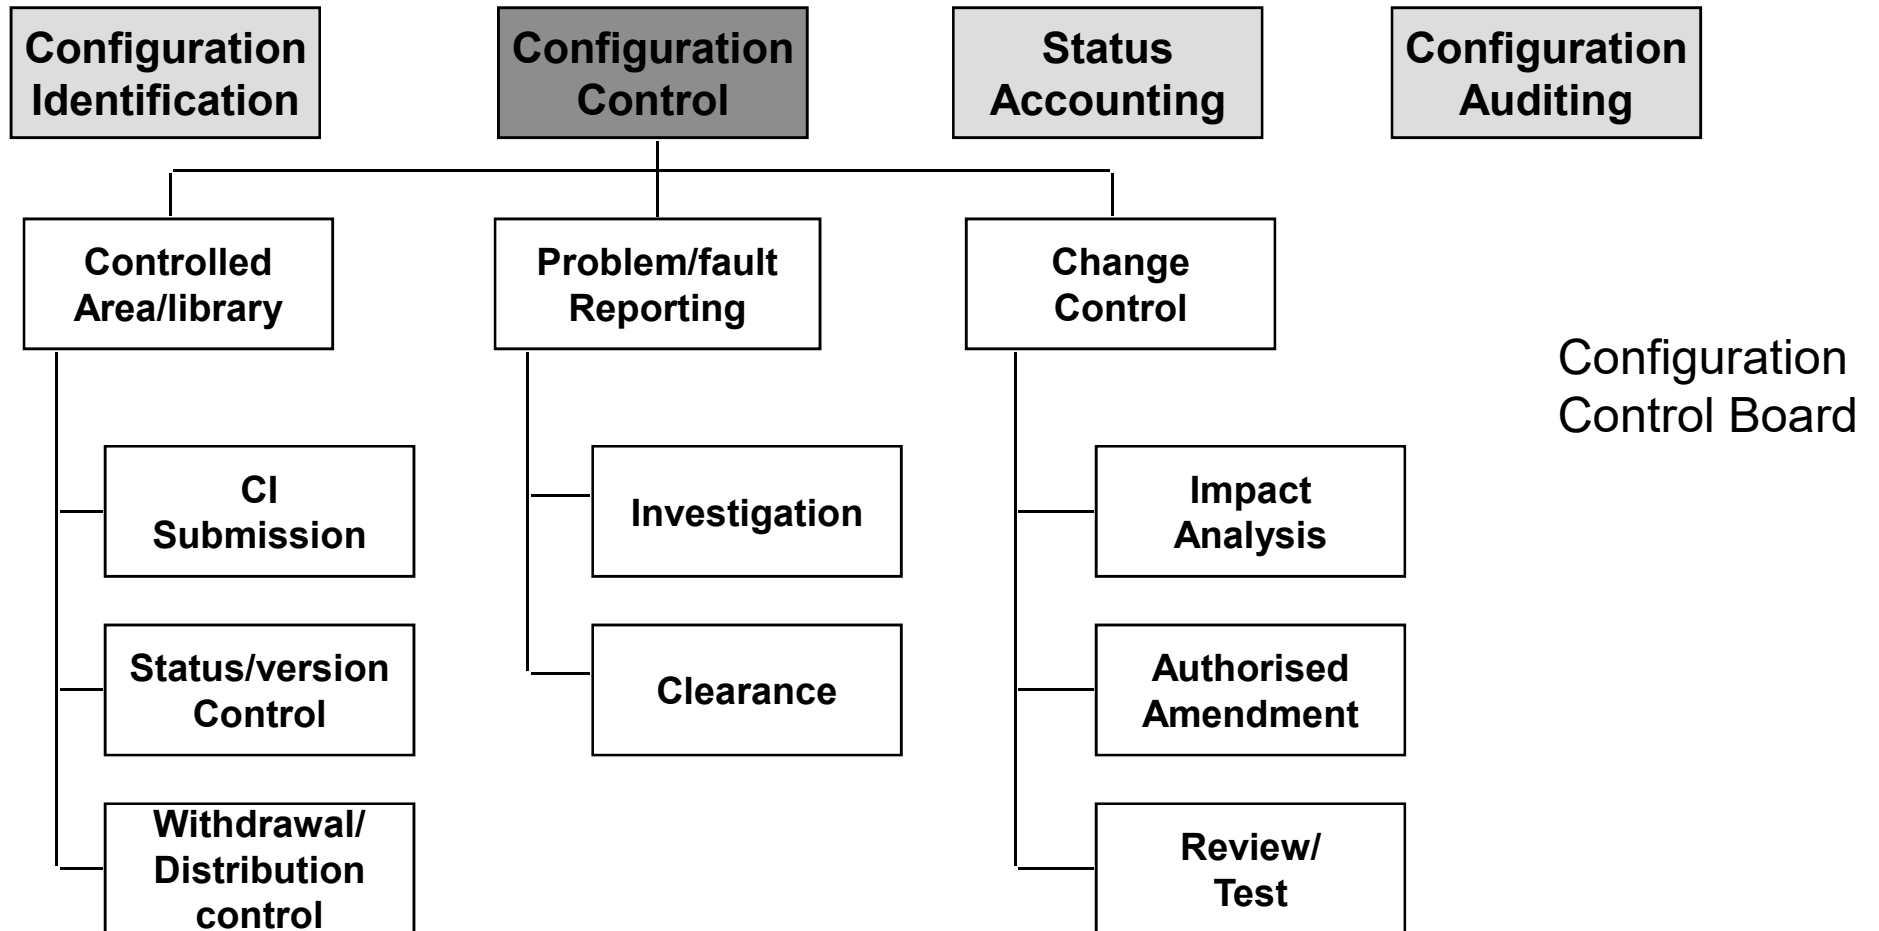 Configuration
Identification
Configuration
Control
Status
Accounting
Configuration
Auditing
Controlled
Area/library
Problem/fault
Reporting
Change
Control
Configuration
Control Board
CI
Submission
Investigation
Impact
Analysis
Status/version
Control
Clearance
Authorised
Amendment
Withdrawal/
Distribution
control
Review/
Test